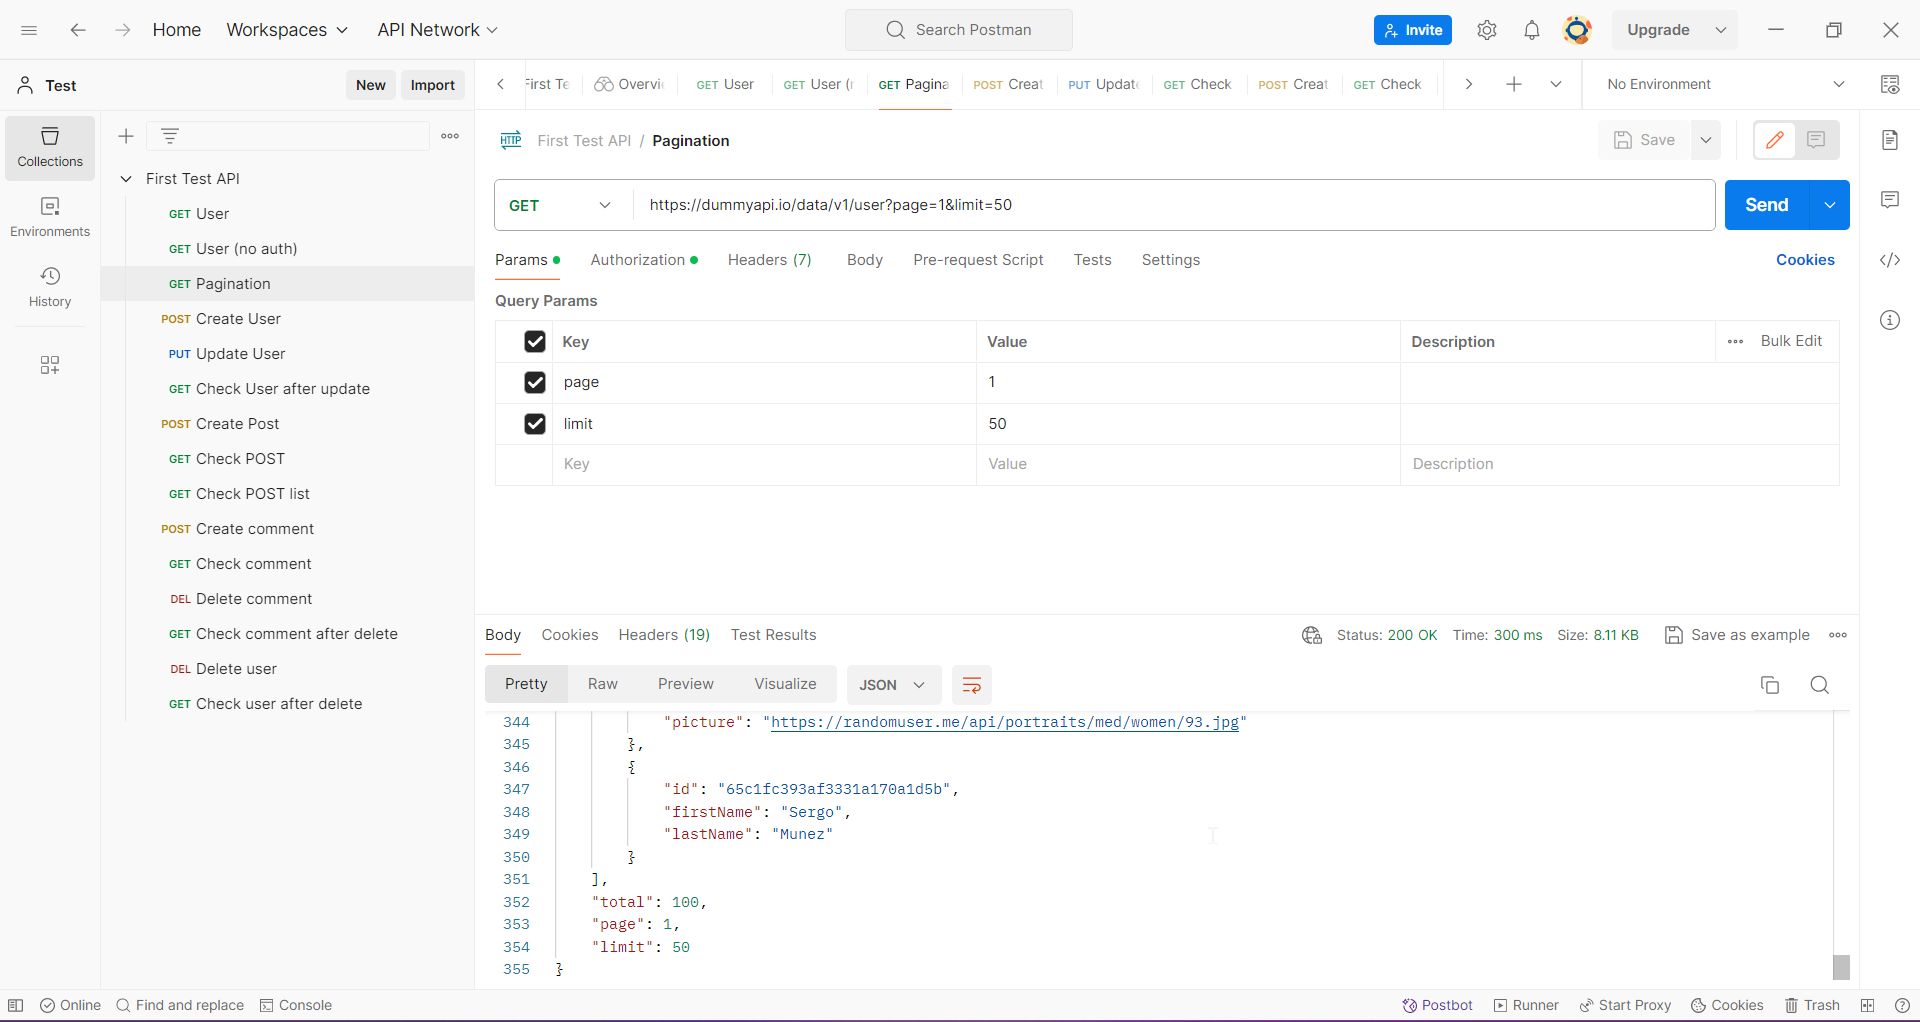 Home Workspaces API Network Search Postman Invite Upgrade
Test New Import First Te Overvi GET User GET User (r GET Pagina POST Creat PUT Updat GET Check POST Creat GET Check No Environment
Collections
Environments
History
First Test API
GET User
GET User (no auth)
GET Pagination
POST Create User
PUT Update User
GET Check User after update
POST Create Post
GET Check POST
GET Check POST list
POST Create comment
GET Check comment
DEL Delete comment
GET Check comment after delete
DEL Delete user
GET Check user after delete
HTTP First Test API / Pagination Save
GET https://dummyapi.io/data/v1/user?page=1&limit=50 Send
Params Authorization Headers (7) Body Pre-request Script Tests Settings Cookies
Query Params
Key Value Description Bulk Edit
page 1
limit 50
Key Value Description
Body Cookies Headers (19) Test Results Status: 200 OK Time: 300 ms Size: 8.11 KB Save as example
Pretty Raw Preview Visualize JSON
344 "picture": "https://randomuser.me/api/portraits/med/women/93.jpg"
345 },
346 {
347 "id": "65c1fc393af3331a170a1d5b",
348 "firstName": "Sergo",
349 "lastName": "Munez"
350 }
351 ],
352 "total": 100,
353 "page": 1,
354 "limit": 50
355 }
Online Find and replace Console Postbot Runner Start Proxy Cookies Trash